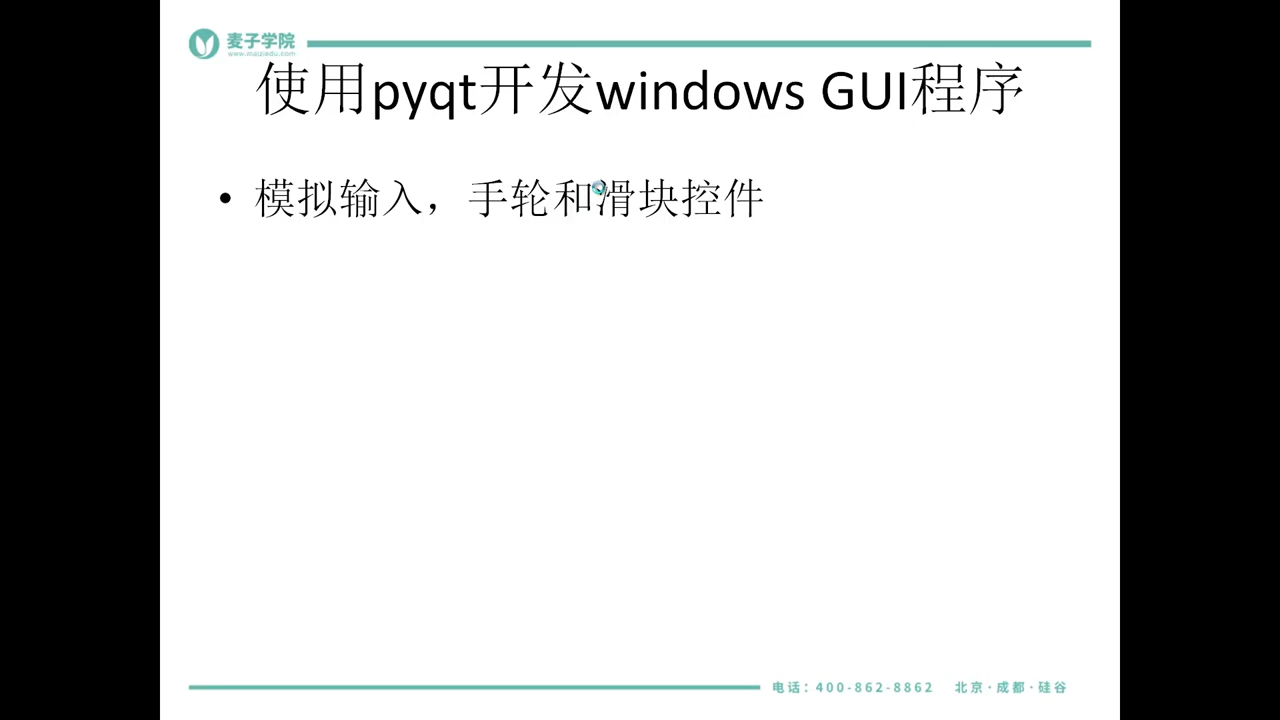 麦子学院
www.maiziedu.com
使用pyqt开发windows GUI程序
• 模拟输入，手轮和滑块控件
电话：400-862-8862 北京·成都·硅谷